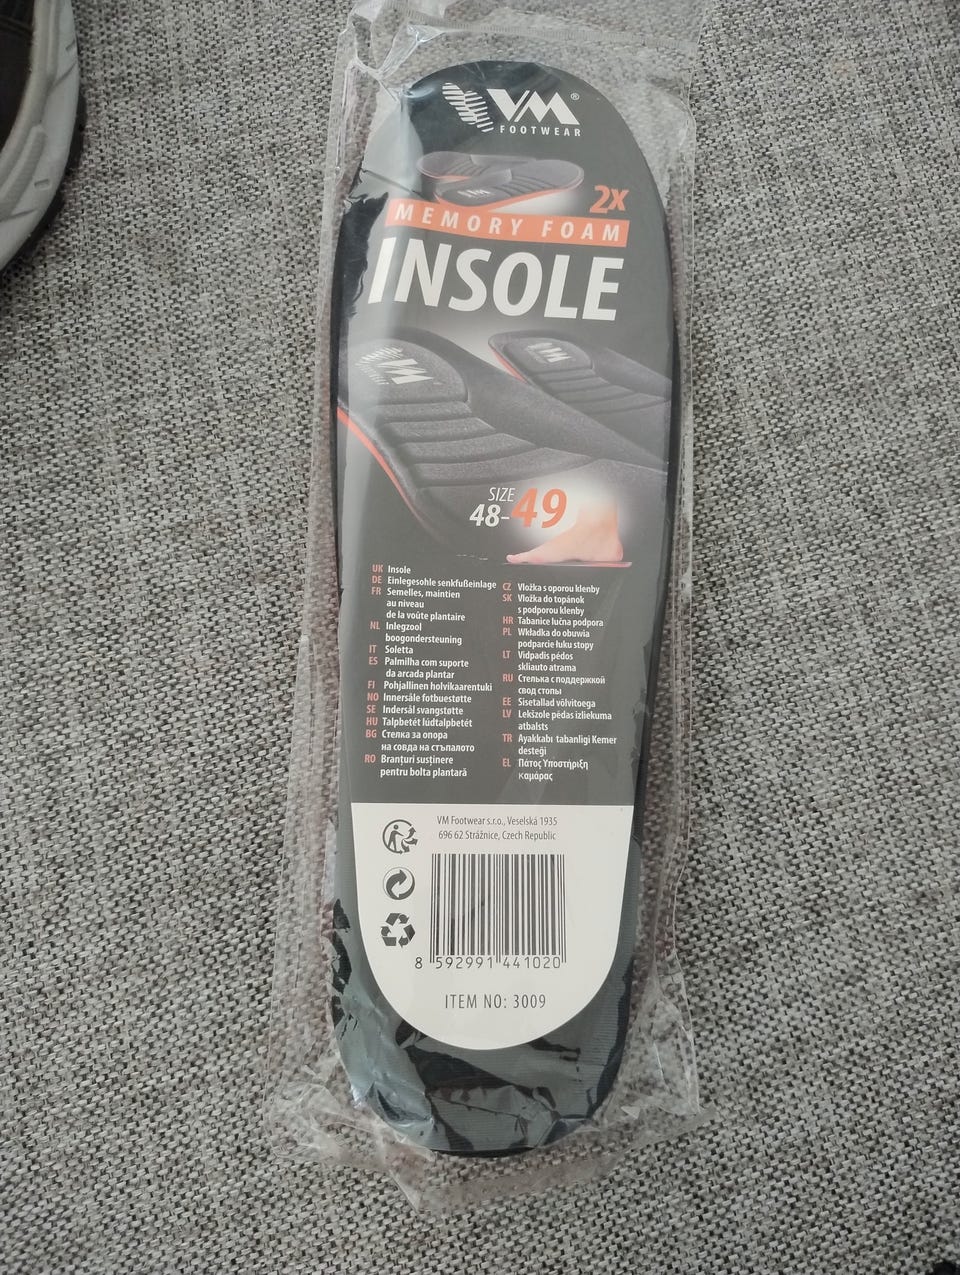 VM®
FOOTWEAR
2X
MEMORY FOAM
INSOLE
VM
SIZE
48-49
UK Insole
DE Einlegesohle senkfußeinlage
FR Semelles, maintien
au niveau
de la voûte plantaire
NL Inlegzool
boogondersteuning
IT Soletta
ES Palmilha com suporte
da arcada plantar
FI Pohjallinen holvikaarentuki
NO Innersåle fotbuestøtte
SE Indersål svangstøtte
HU Talpbetét lúdtalpbetét
BG Стелка за опора
на совда на стъпалото
RO Branțuri susținere
pentru bolta plantară
CZ Vložka s oporou klenby
SK Vložka do topánok
s podporou klenby
HR Tabanice lučna podpora
PL Wkładka do obuwia
podparcie łuku stopy
LT Vidpadis pėdos
skliauto atrama
RU Стелька с поддержкой
свод стопы
EE Sisetallad võlvitoega
LV Lekšzole pēdas izliekuma
atbalsts
TR Ayakkabı tabanligi Kemer
desteği
EL Πάτος Υποστήριξη
καμάρας
VM Footwear s.r.o., Veselská 1935
696 62 Strážnice, Czech Republic
8 592991 441020
ITEM NO: 3009